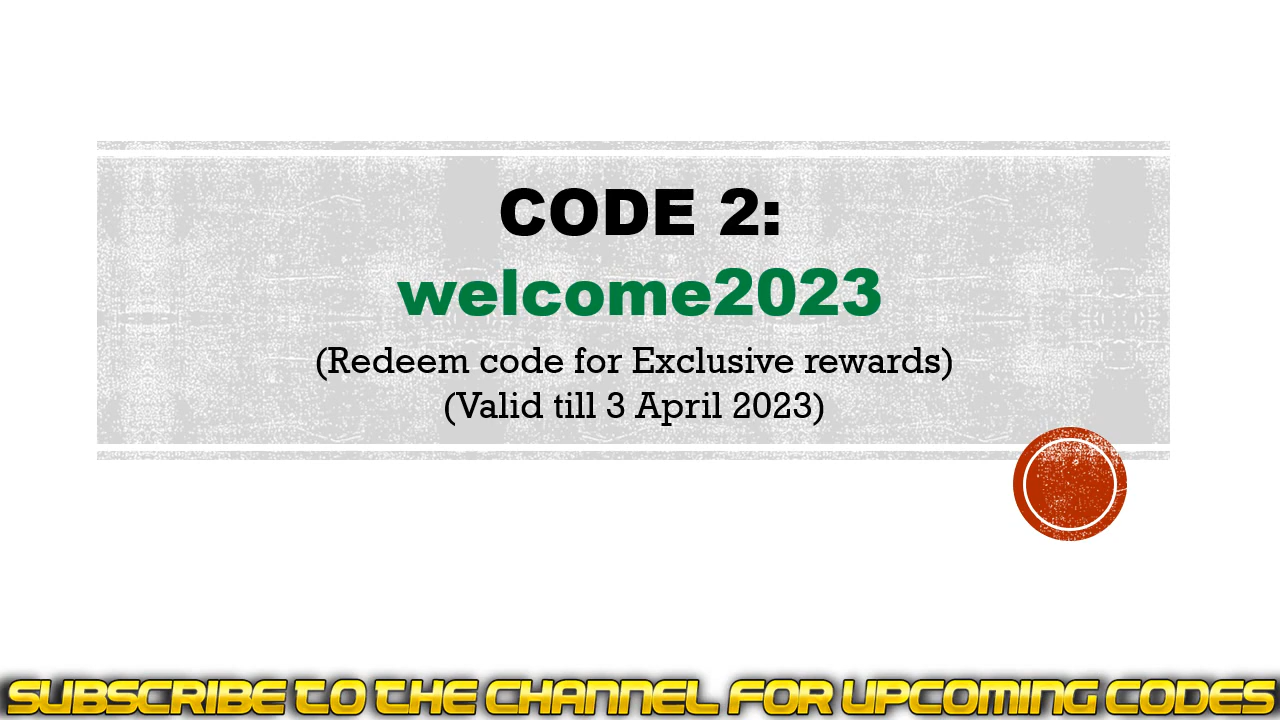 CODE 2:
welcome2023
(Redeem code for Exclusive rewards)
(Valid till 3 April 2023)
SUBSCRIBE TO THE CHANNEL FOR UPCOMING CODES